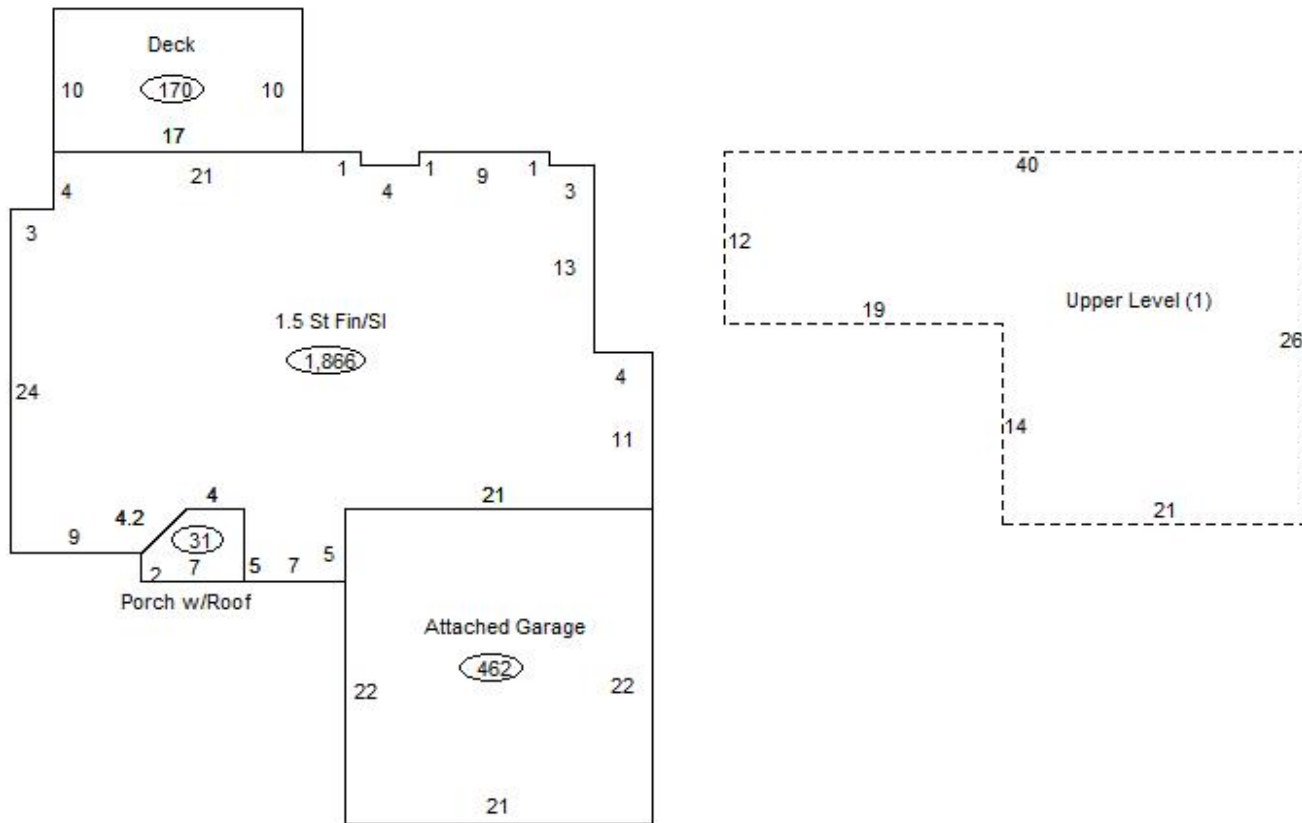 Deck
10 170 10
17
21 1 4 1 9 1 3
4
3
13
1.5 St Fin/Sl
1,866
24
4
11
4
21
4.2
9
31
2 7 5 7 5
Porch w/Roof
Attached Garage
462
22 22
21
40
12
Upper Level (1)
19
26
14
21